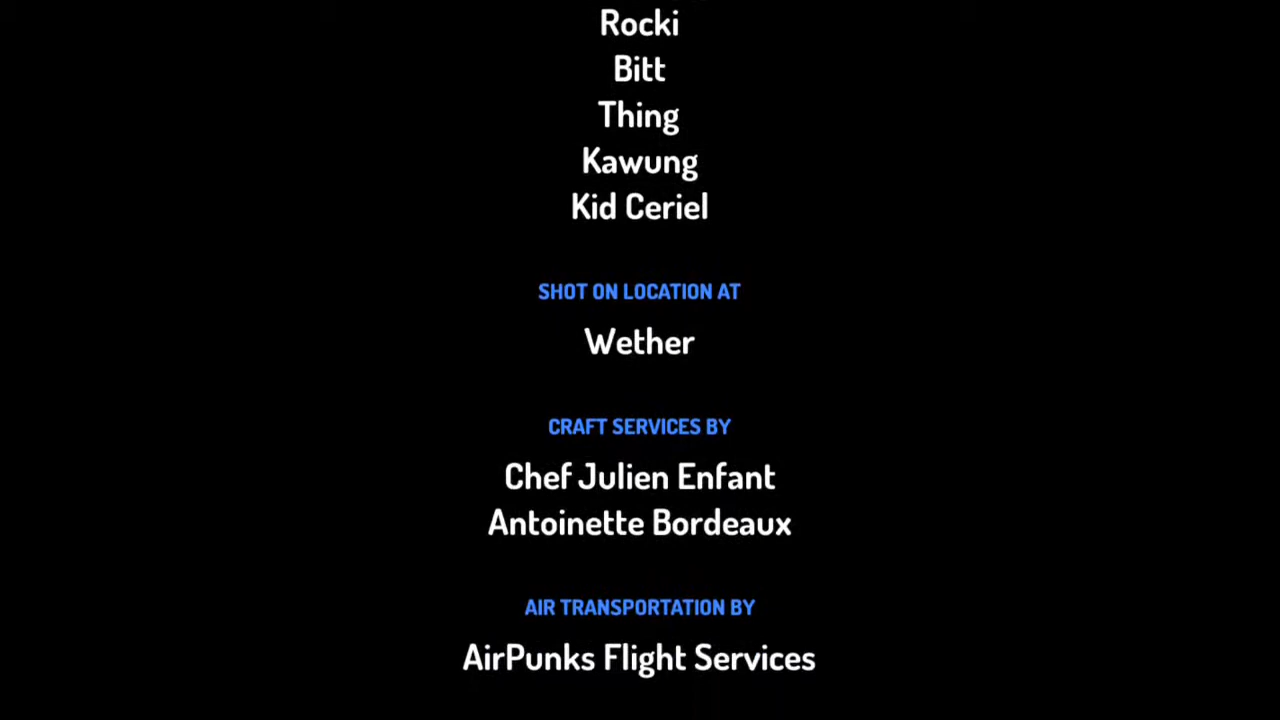 Rocki
Bitt
Thing
Kawung
Kid Ceriel
SHOT ON LOCATION AT
Wether
CRAFT SERVICES BY
Chef Julien Enfant
Antoinette Bordeaux
AIR TRANSPORTATION BY
AirPunks Flight Services